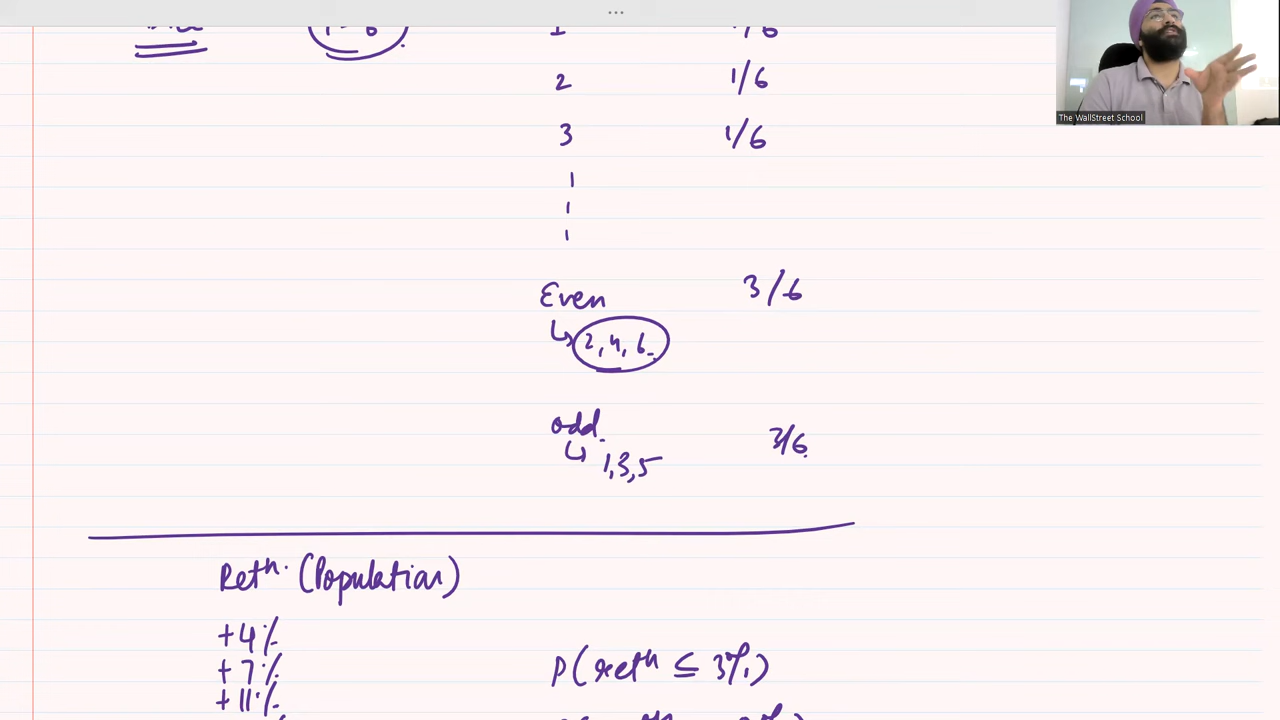 1
2 1/6
3 1/6
Even 3/6
2, 4, 6
odd
1, 3, 5 3/6
Retn. (Population)
+4%
+7% P(retn ≤ 3%)
+11%
The WallStreet School